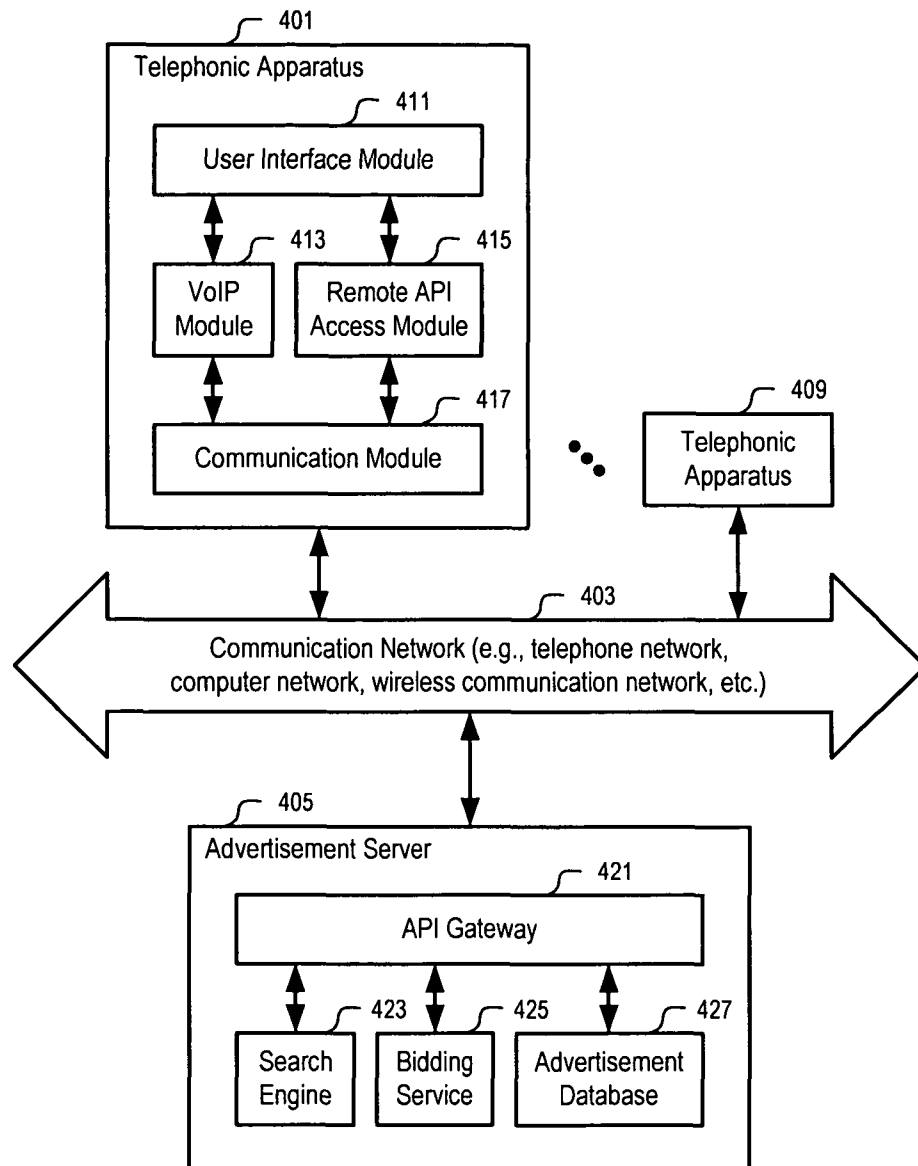 401
Telephonic Apparatus
411
User Interface Module
413
VoIP
Module
415
Remote API
Access Module
417
Communication Module
409
Telephonic
Apparatus
403
Communication Network (e.g., telephone network,
computer network, wireless communication network, etc.)
405
Advertisement Server
421
API Gateway
423
Search
Engine
425
Bidding
Service
427
Advertisement
Database